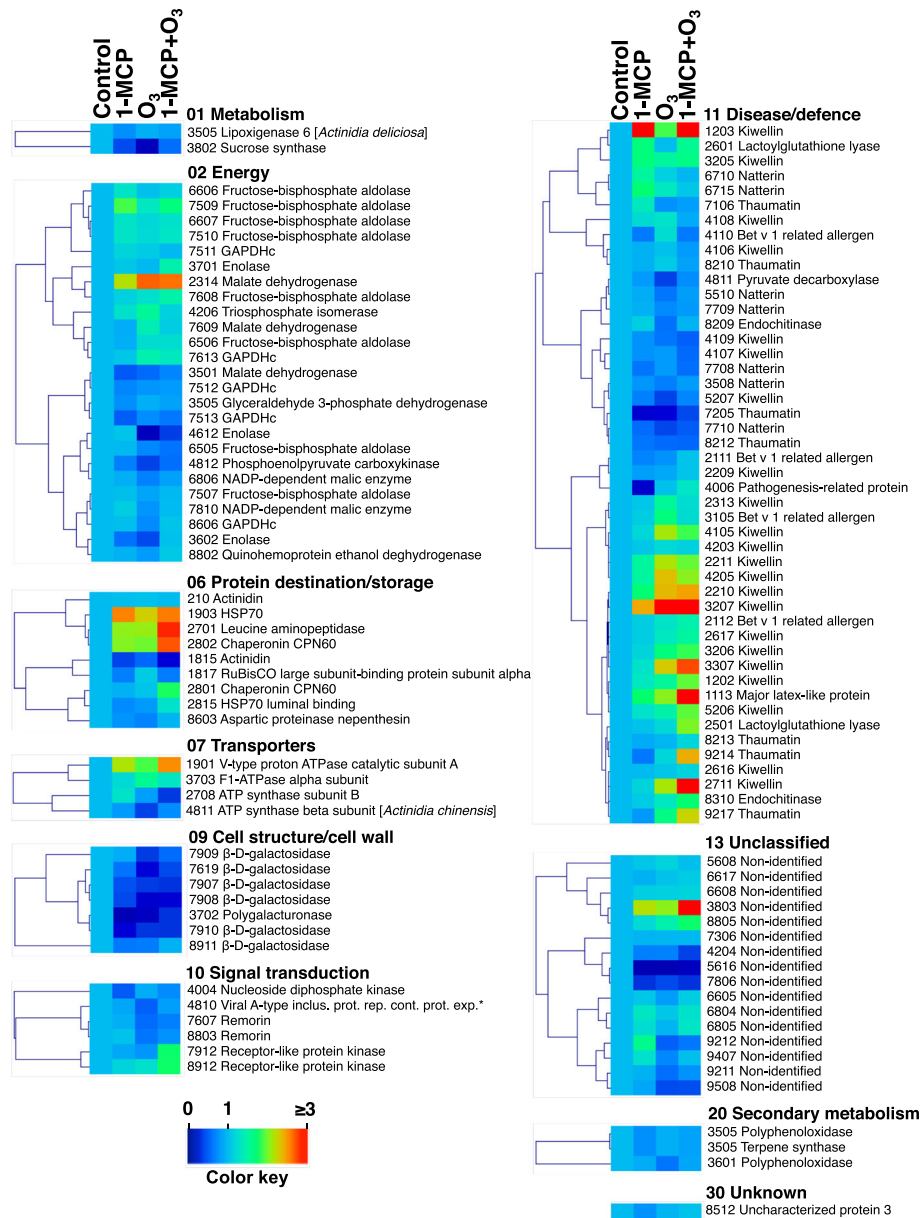 Control
1-MCP
O3
1-MCP+O3
01 Metabolism
3505 Lipoxigenase 6 [Actinidia deliciosa]
3802 Sucrose synthase
02 Energy
6606 Fructose-bisphosphate aldolase
7509 Fructose-bisphosphate aldolase
6607 Fructose-bisphosphate aldolase
7510 Fructose-bisphosphate aldolase
7511 GAPDHc
3701 Enolase
2314 Malate dehydrogenase
7608 Fructose-bisphosphate aldolase
4206 Triosphosphate isomerase
7609 Malate dehydrogenase
6506 Fructose-bisphosphate aldolase
7613 GAPDHc
3501 Malate dehydrogenase
7512 GAPDHc
3505 Glyceraldehyde 3-phosphate dehydrogenase
7513 GAPDHc
4612 Enolase
6505 Fructose-bisphosphate aldolase
4812 Phosphoenolpyruvate carboxykinase
6806 NADP-dependent malic enzyme
7507 Fructose-bisphosphate aldolase
7810 NADP-dependent malic enzyme
8606 GAPDHc
3602 Enolase
8802 Quinohemoprotein ethanol deghydrogenase
06 Protein destination/storage
210 Actinidin
1903 HSP70
2701 Leucine aminopeptidase
2802 Chaperonin CPN60
1815 Actinidin
1817 RuBisCO large subunit-binding protein subunit alpha
2801 Chaperonin CPN60
2815 HSP70 luminal binding
8603 Aspartic proteinase nepenthesin
07 Transporters
1901 V-type proton ATPase catalytic subunit A
3703 F1-ATPase alpha subunit
2708 ATP synthase subunit B
4811 ATP synthase beta subunit [Actinidia chinensis]
09 Cell structure/cell wall
7909 β-D-galactosidase
7619 β-D-galactosidase
7907 β-D-galactosidase
7908 β-D-galactosidase
3702 Polygalacturonase
7910 β-D-galactosidase
8911 β-D-galactosidase
10 Signal transduction
4004 Nucleoside diphosphate kinase
4810 Viral A-type inclus. prot. rep. cont. prot. exp.*
7607 Remorin
8803 Remorin
7912 Receptor-like protein kinase
8912 Receptor-like protein kinase
0 1 ≥3
Color key
Control
1-MCP
O3
1-MCP+O3
11 Disease/defence
1203 Kiwellin
2601 Lactoylglutathione lyase
3205 Kiwellin
6710 Natterin
6715 Natterin
7106 Thaumatin
4108 Kiwellin
4110 Bet v 1 related allergen
4106 Kiwellin
8210 Thaumatin
4811 Pyruvate decarboxylase
5510 Natterin
7709 Natterin
8209 Endochitinase
4109 Kiwellin
4107 Kiwellin
7708 Natterin
3508 Natterin
5207 Kiwellin
7205 Thaumatin
7710 Natterin
8212 Thaumatin
2111 Bet v 1 related allergen
2209 Kiwellin
4006 Pathogenesis-related protein
2313 Kiwellin
3105 Bet v 1 related allergen
4105 Kiwellin
4203 Kiwellin
2211 Kiwellin
4205 Kiwellin
2210 Kiwellin
3207 Kiwellin
2112 Bet v 1 related allergen
2617 Kiwellin
3206 Kiwellin
3307 Kiwellin
1202 Kiwellin
1113 Major latex-like protein
5206 Kiwellin
2501 Lactoylglutathione lyase
8213 Thaumatin
9214 Thaumatin
2616 Kiwellin
2711 Kiwellin
8310 Endochitinase
9217 Thaumatin
13 Unclassified
5608 Non-identified
6617 Non-identified
6608 Non-identified
3803 Non-identified
8805 Non-identified
7306 Non-identified
4204 Non-identified
5616 Non-identified
7806 Non-identified
6605 Non-identified
6804 Non-identified
6805 Non-identified
9212 Non-identified
9407 Non-identified
9211 Non-identified
9508 Non-identified
20 Secondary metabolism
3505 Polyphenoloxidase
3505 Terpene synthase
3601 Polyphenoloxidase
30 Unknown
8512 Uncharacterized protein 3